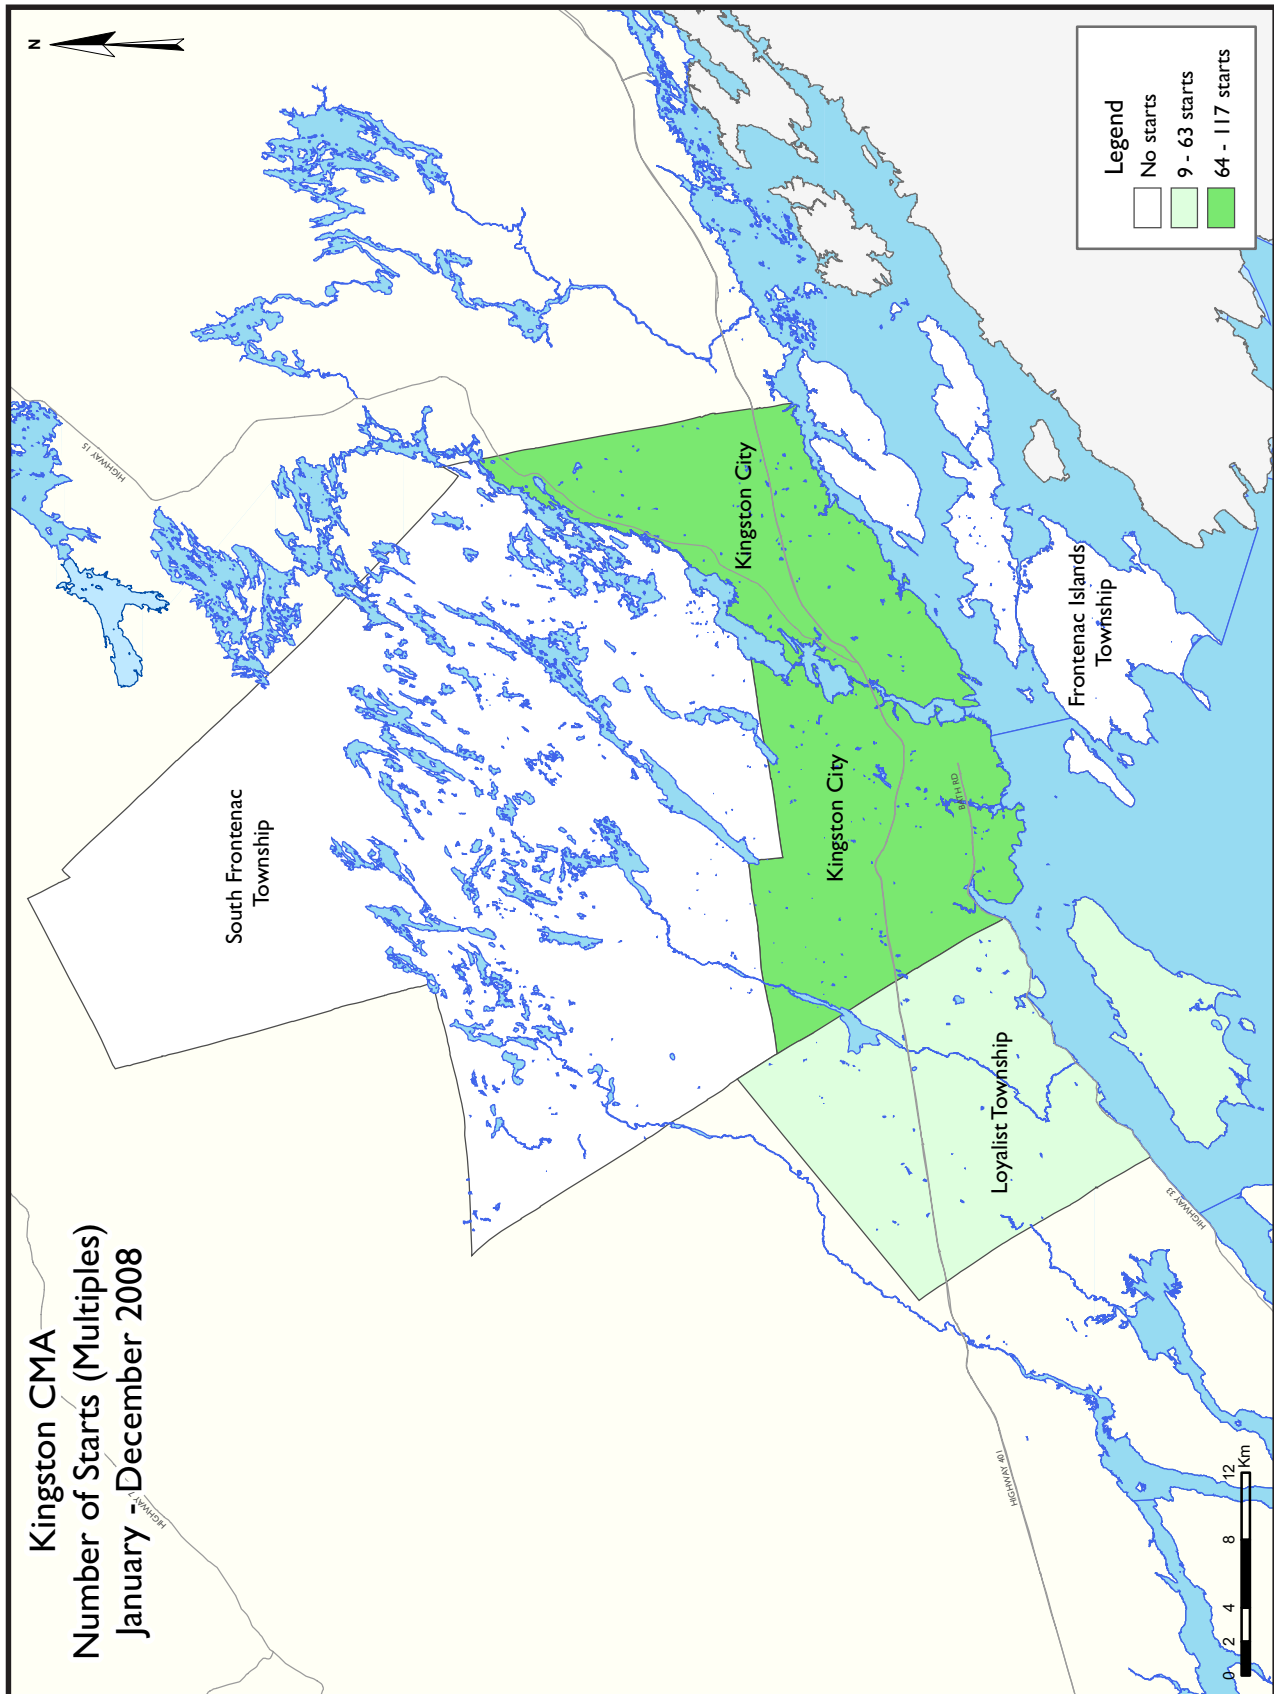 Kingston CMA
Number of Starts (Multiples)
January - December 2008
N
HIGHWAY 7
HIGHWAY 15
South Frontenac
Township
Kingston City
Kingston City
BATH RD
Frontenac Islands
Township
Loyalist Township
HIGHWAY 33
HIGHWAY 401
Legend
No starts
9 - 63 starts
64 - 117 starts
0 2 4 8 12
Km